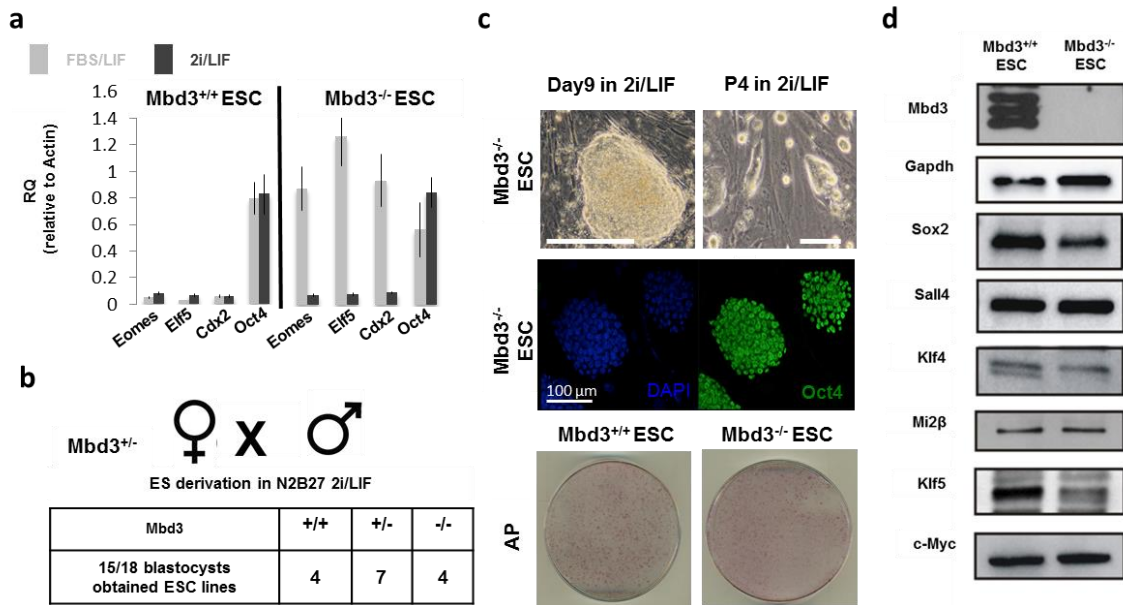 a
FBS/LIF 2i/LIF
Mbd3+/+ ESC Mbd3-/- ESC
RQ
(relative to Actin)
1.6
1.4
1.2
1
0.8
0.6
0.4
0.2
0
Eomes Elf5 Cdx2 Oct4 Eomes Elf5 Cdx2 Oct4
b
Mbd3+/- ♀ X ♂
ES derivation in N2B27 2i/LIF
Mbd3 +/+ +/- -/-
15/18 blastocysts
obtained ESC lines
4 7 4
c
Day9 in 2i/LIF P4 in 2i/LIF
Mbd3-/-
ESC
Mbd3-/-
ESC
100 µm DAPI Oct4
Mbd3+/+ ESC Mbd3-/- ESC
AP
d
Mbd3+/+
ESC
Mbd3-/-
ESC
Mbd3
Gapdh
Sox2
Sall4
Klf4
Mi2β
Klf5
c-Myc